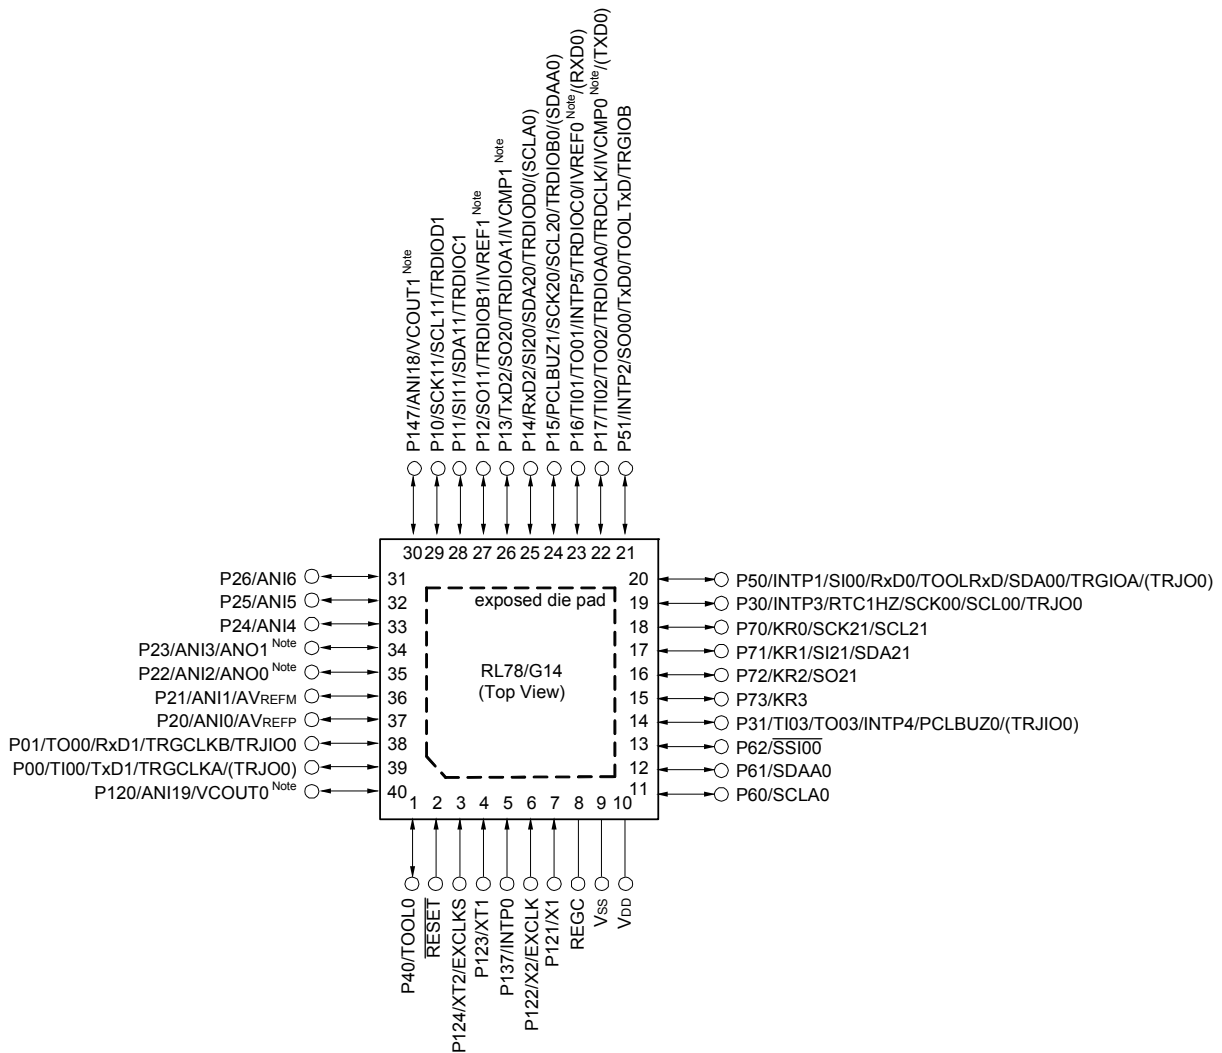 P147/ANI18/VCOUT1 Note
P10/SCK11/SCL11/TRDIOD1
P11/SI11/SDA11/TRDIOC1
P12/SO11/TRDIOB1/IVREF1 Note
P13/TxD2/SO20/TRDIOA1/IVCMP1 Note
P14/RxD2/SI20/SDA20/TRDIOD0/(SCLA0)
P15/PCLBUZ1/SCK20/SCL20/TRDIOB0/(SDAA0)
P16/TI01/TO01/INTP5/TRDIOC0/IVREF0 Note/(RXD0)
P17/TI02/TO02/TRDIOA0/TRDCLK/IVCMP0 Note/(TXD0)
P51/INTP2/SO00/TxD0/TOOLTxD/TRGIOB
30 29 28 27 26 25 24 23 22 21
P26/ANI6 31
P25/ANI5 32
P24/ANI4 33
P23/ANI3/ANO1 Note 34
P22/ANI2/ANO0 Note 35
P21/ANI1/AVREFM 36
P20/ANI0/AVREFP 37
P01/TO00/RxD1/TRGCLKB/TRJIO0 38
P00/TI00/TxD1/TRGCLKA/(TRJO0) 39
P120/ANI19/VCOUT0 Note 40
exposed die pad
RL78/G14
(Top View)
20 P50/INTP1/SI00/RxD0/TOOLRxD/SDA00/TRGIOA/(TRJO0)
19 P30/INTP3/RTC1HZ/SCK00/SCL00/TRJO0
18 P70/KR0/SCK21/SCL21
17 P71/KR1/SI21/SDA21
16 P72/KR2/SO21
15 P73/KR3
14 P31/TI03/TO03/INTP4/PCLBUZ0/(TRJIO0)
13 P62/SSI00
12 P61/SDAA0
11 P60/SCLA0
1 2 3 4 5 6 7 8 9 10
P40/TOOL0
RESET
P124/XT2/EXCLKS
P123/XT1
P137/INTP0
P122/X2/EXCLK
P121/X1
REGC
VSS
VDD